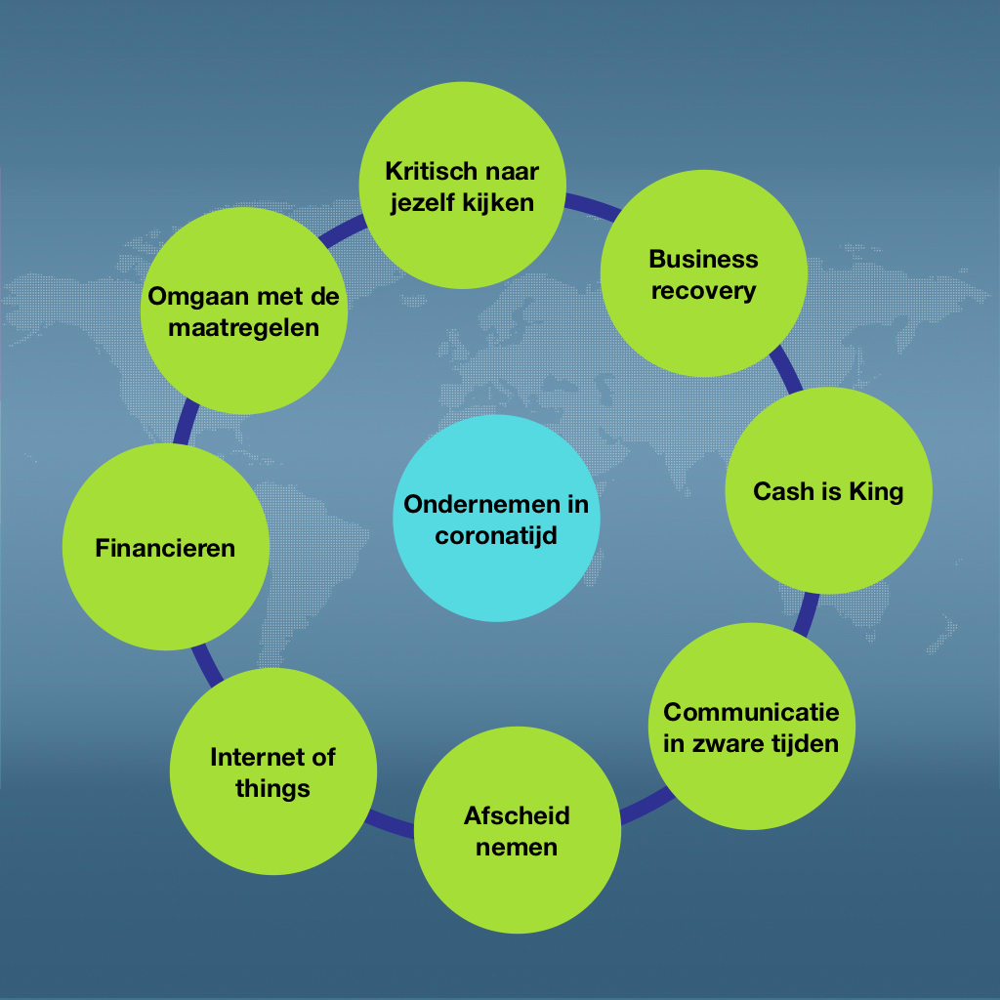 Kritisch naar
jezelf kijken
Business
recovery
Omgaan met de
maatregelen
Cash is King
Ondernemen in
coronatijd
Financieren
Communicatie
in zware tijden
Internet of
things
Afscheid
nemen